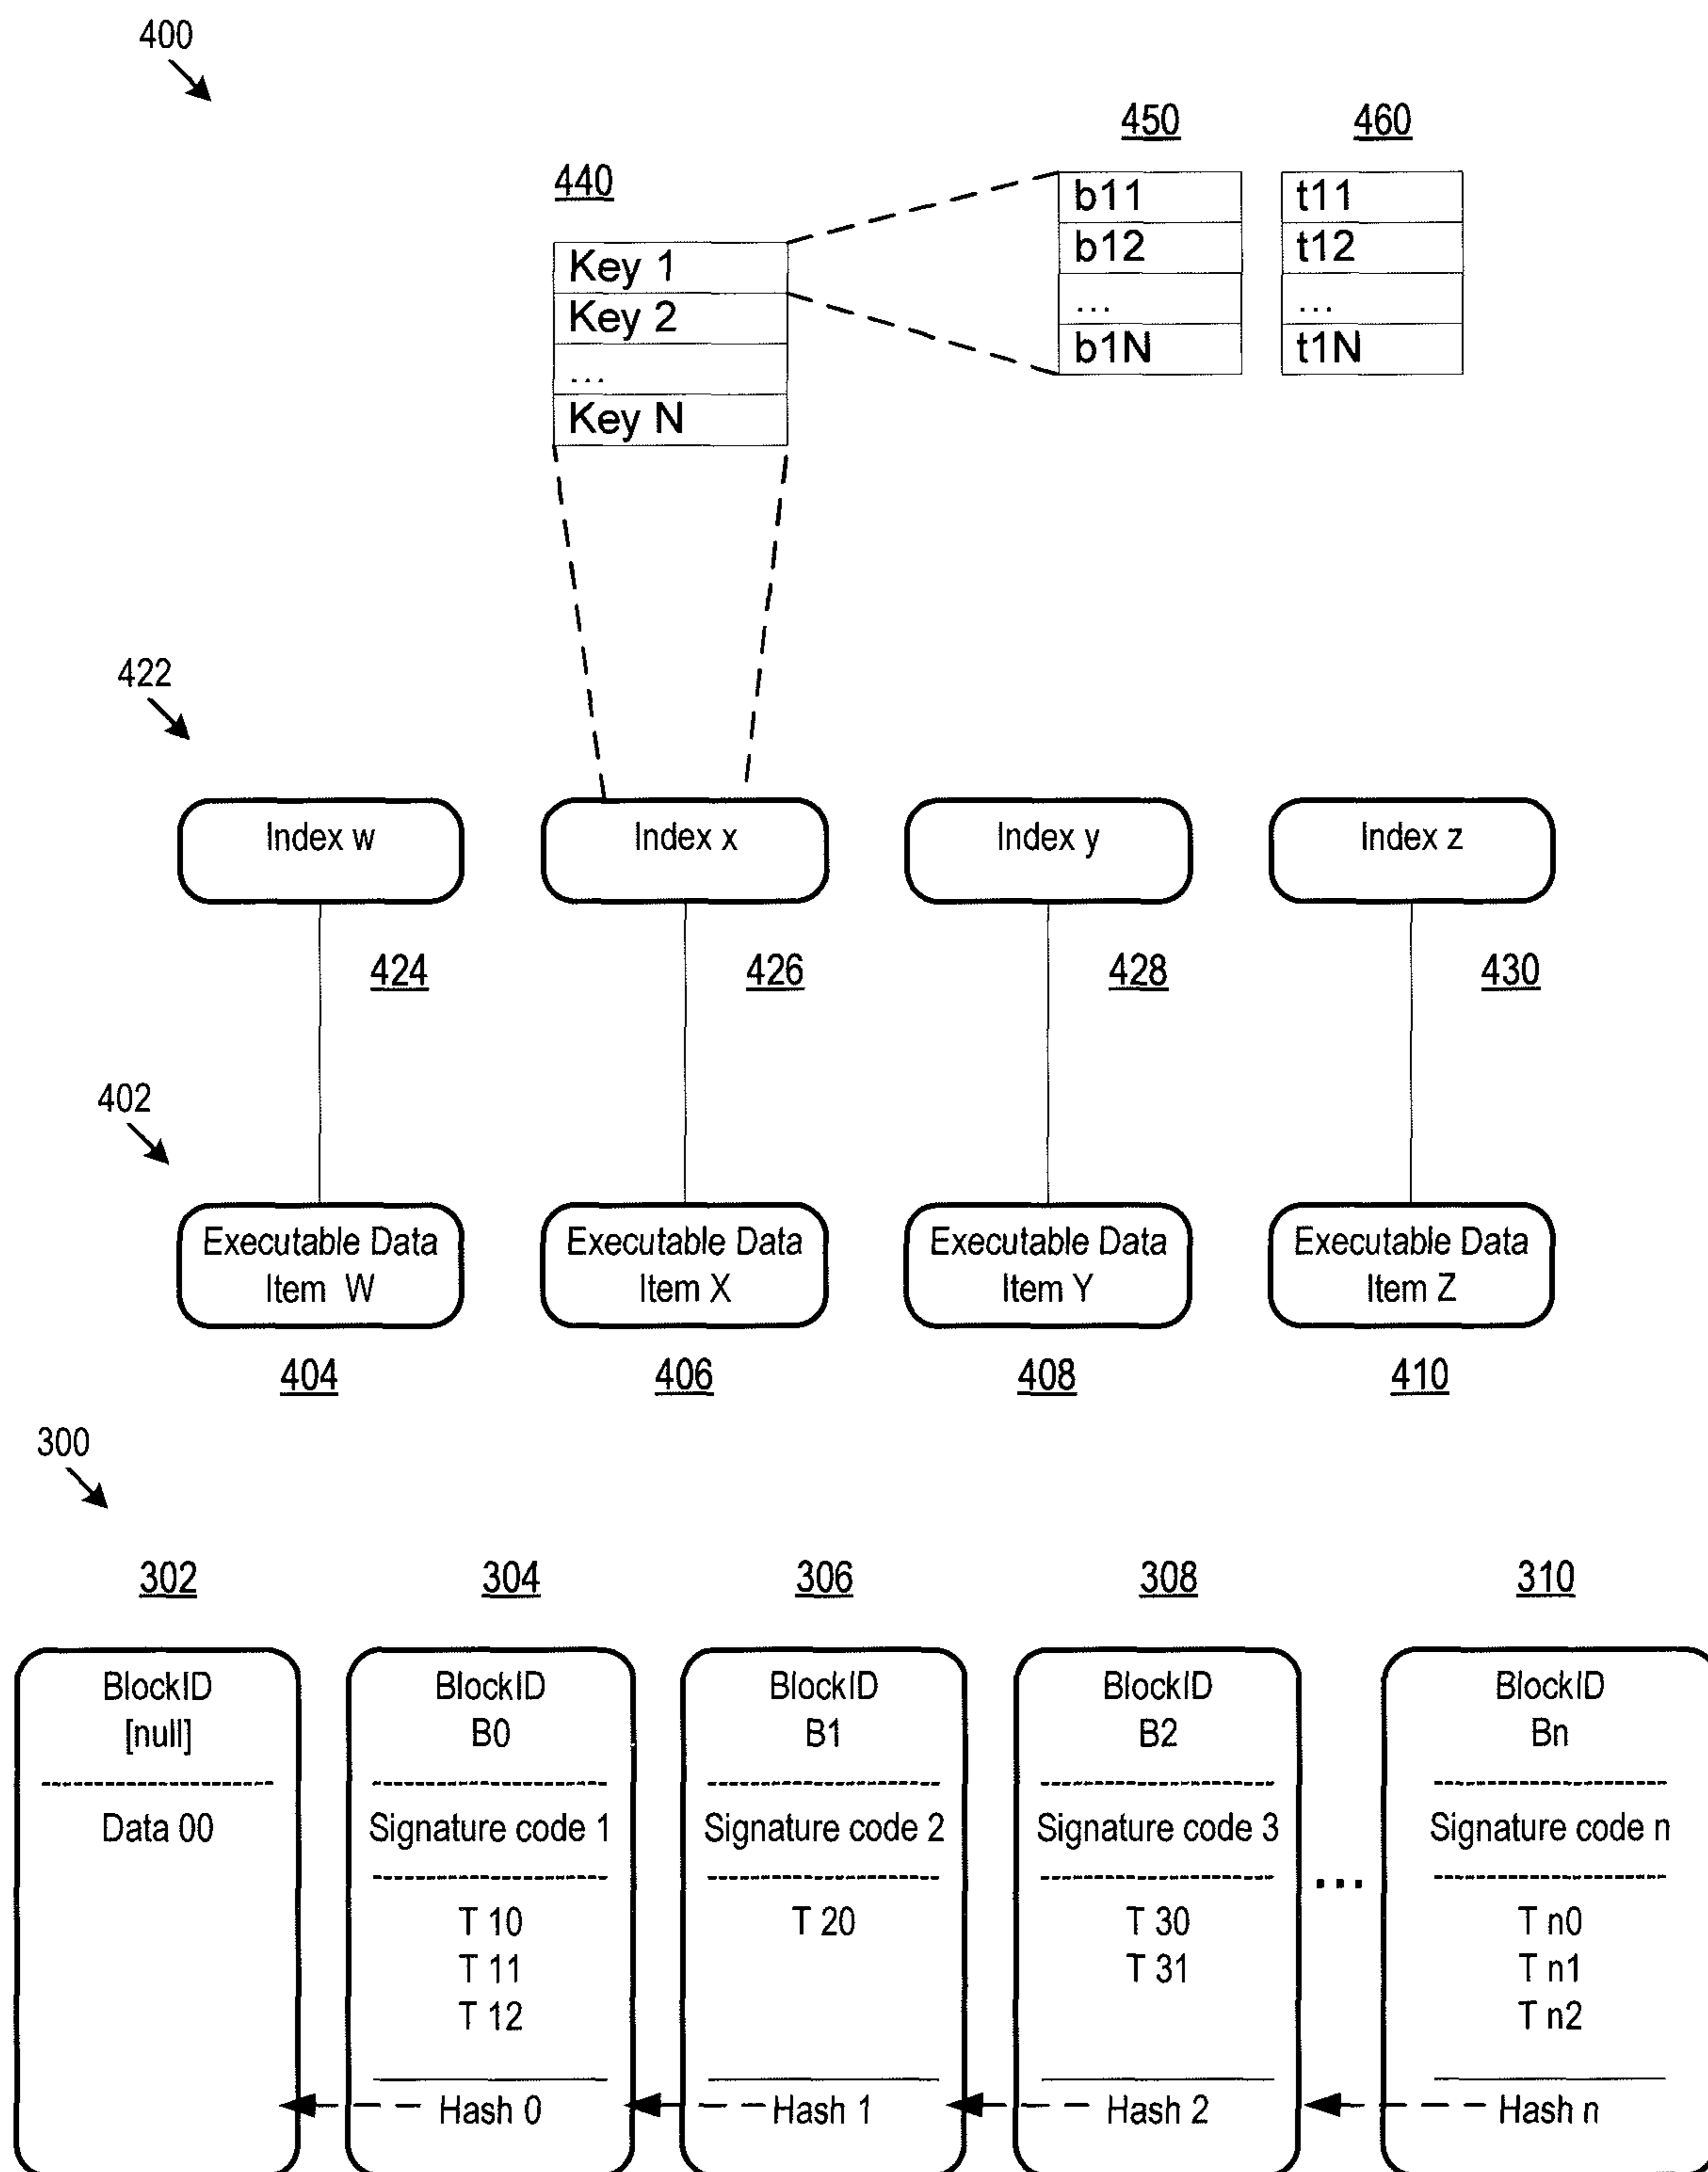 400
450 460
440
b11 t11
b12 t12
... ...
b1N t1N
Key 1
Key 2
...
Key N
422
Index w Index x Index y Index z
424 426 428 430
402
Executable Data Executable Data Executable Data Executable Data
Item W Item X Item Y Item Z
404 406 408 410
300
302 304 306 308 310
BlockID BlockID BlockID BlockID BlockID
[null] B0 B1 B2 Bn
Data 00 Signature code 1 Signature code 2 Signature code 3 Signature code n
...
T 10 T 20 T 30 T n0
T 11 T 31 T n1
T 12 T n2
Hash 0 Hash 1 Hash 2 Hash n